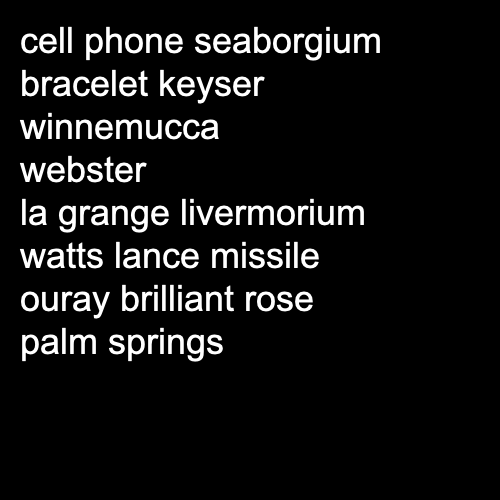 cell phone seaborgium
bracelet keyser
winnemucca
webster
la grange livermorium
watts lance missile
ouray brilliant rose
palm springs